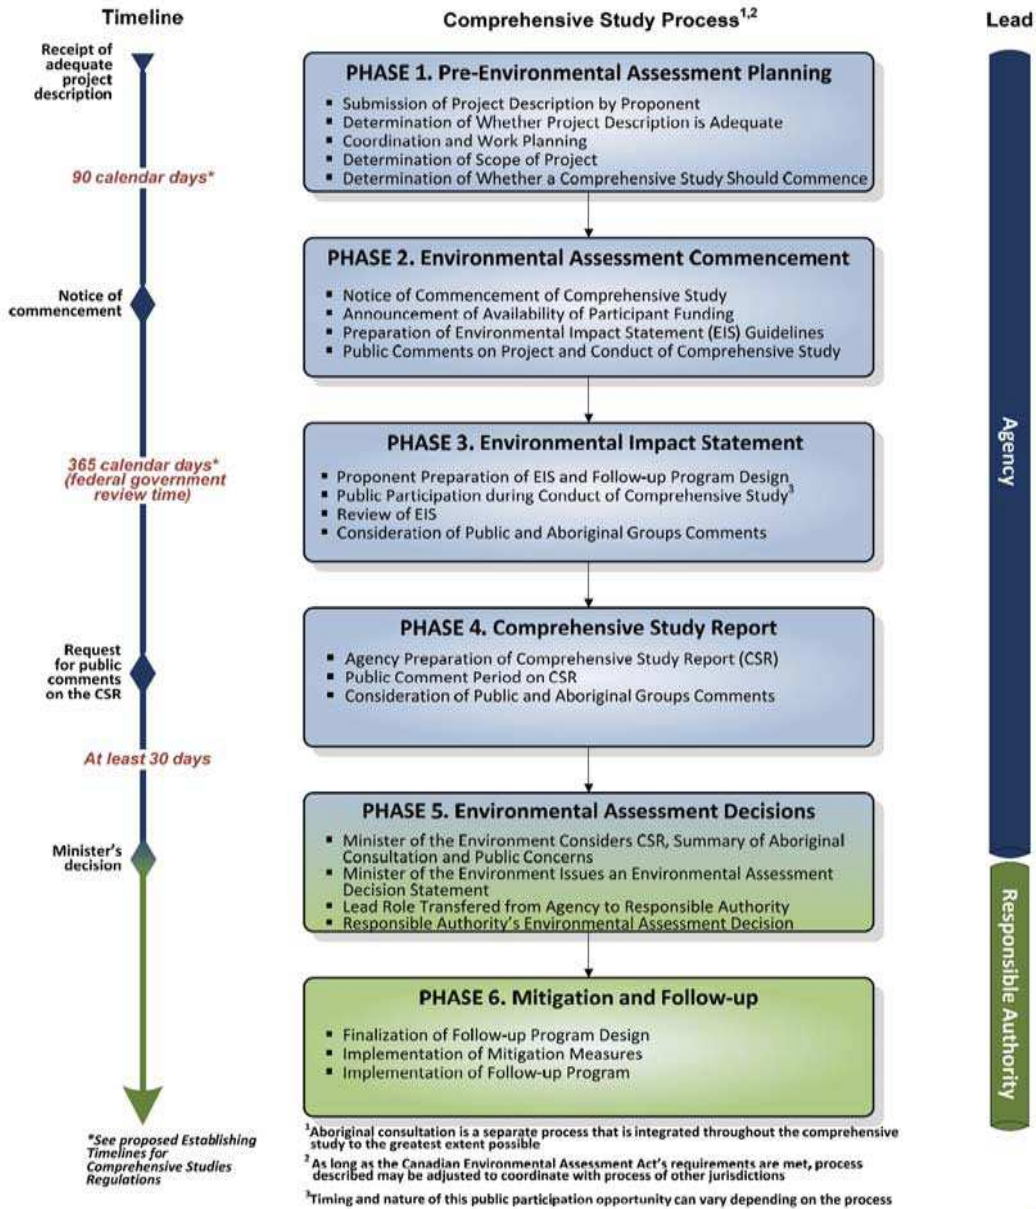 Timeline
Comprehensive Study Process1,2
Lead
Receipt of
adequate
project
description
90 calendar days*
Notice of
commencement
365 calendar days*
(federal government
review time)
Request
for public
comments
on the CSR
At least 30 days
Minister's
decision
*See proposed Establishing
Timelines for
Comprehensive Studies
Regulations
PHASE 1. Pre-Environmental Assessment Planning
▪ Submission of Project Description by Proponent
▪ Determination of Whether Project Description is Adequate
▪ Coordination and Work Planning
▪ Determination of Scope of Project
▪ Determination of Whether a Comprehensive Study Should Commence
PHASE 2. Environmental Assessment Commencement
▪ Notice of Commencement of Comprehensive Study
▪ Announcement of Availability of Participant Funding
▪ Preparation of Environmental Impact Statement (EIS) Guidelines
▪ Public Comments on Project and Conduct of Comprehensive Study
PHASE 3. Environmental Impact Statement
▪ Proponent Preparation of EIS and Follow-up Program Design
▪ Public Participation during Conduct of Comprehensive Study3
▪ Review of EIS
▪ Consideration of Public and Aboriginal Groups Comments
PHASE 4. Comprehensive Study Report
▪ Agency Preparation of Comprehensive Study Report (CSR)
▪ Public Comment Period on CSR
▪ Consideration of Public and Aboriginal Groups Comments
PHASE 5. Environmental Assessment Decisions
▪ Minister of the Environment Considers CSR, Summary of Aboriginal
Consultation and Public Concerns
▪ Minister of the Environment Issues an Environmental Assessment
Decision Statement
▪ Lead Role Transfered from Agency to Responsible Authority
▪ Responsible Authority's Environmental Assessment Decision
PHASE 6. Mitigation and Follow-up
▪ Finalization of Follow-up Program Design
▪ Implementation of Mitigation Measures
▪ Implementation of Follow-up Program
1Aboriginal consultation is a separate process that is integrated throughout the comprehensive
study to the greatest extent possible
2 As long as the Canadian Environmental Assessment Act's requirements are met, process
described may be adjusted to coordinate with process of other jurisdictions
3Timing and nature of this public participation opportunity can vary depending on the process
Agency
Responsible Authority